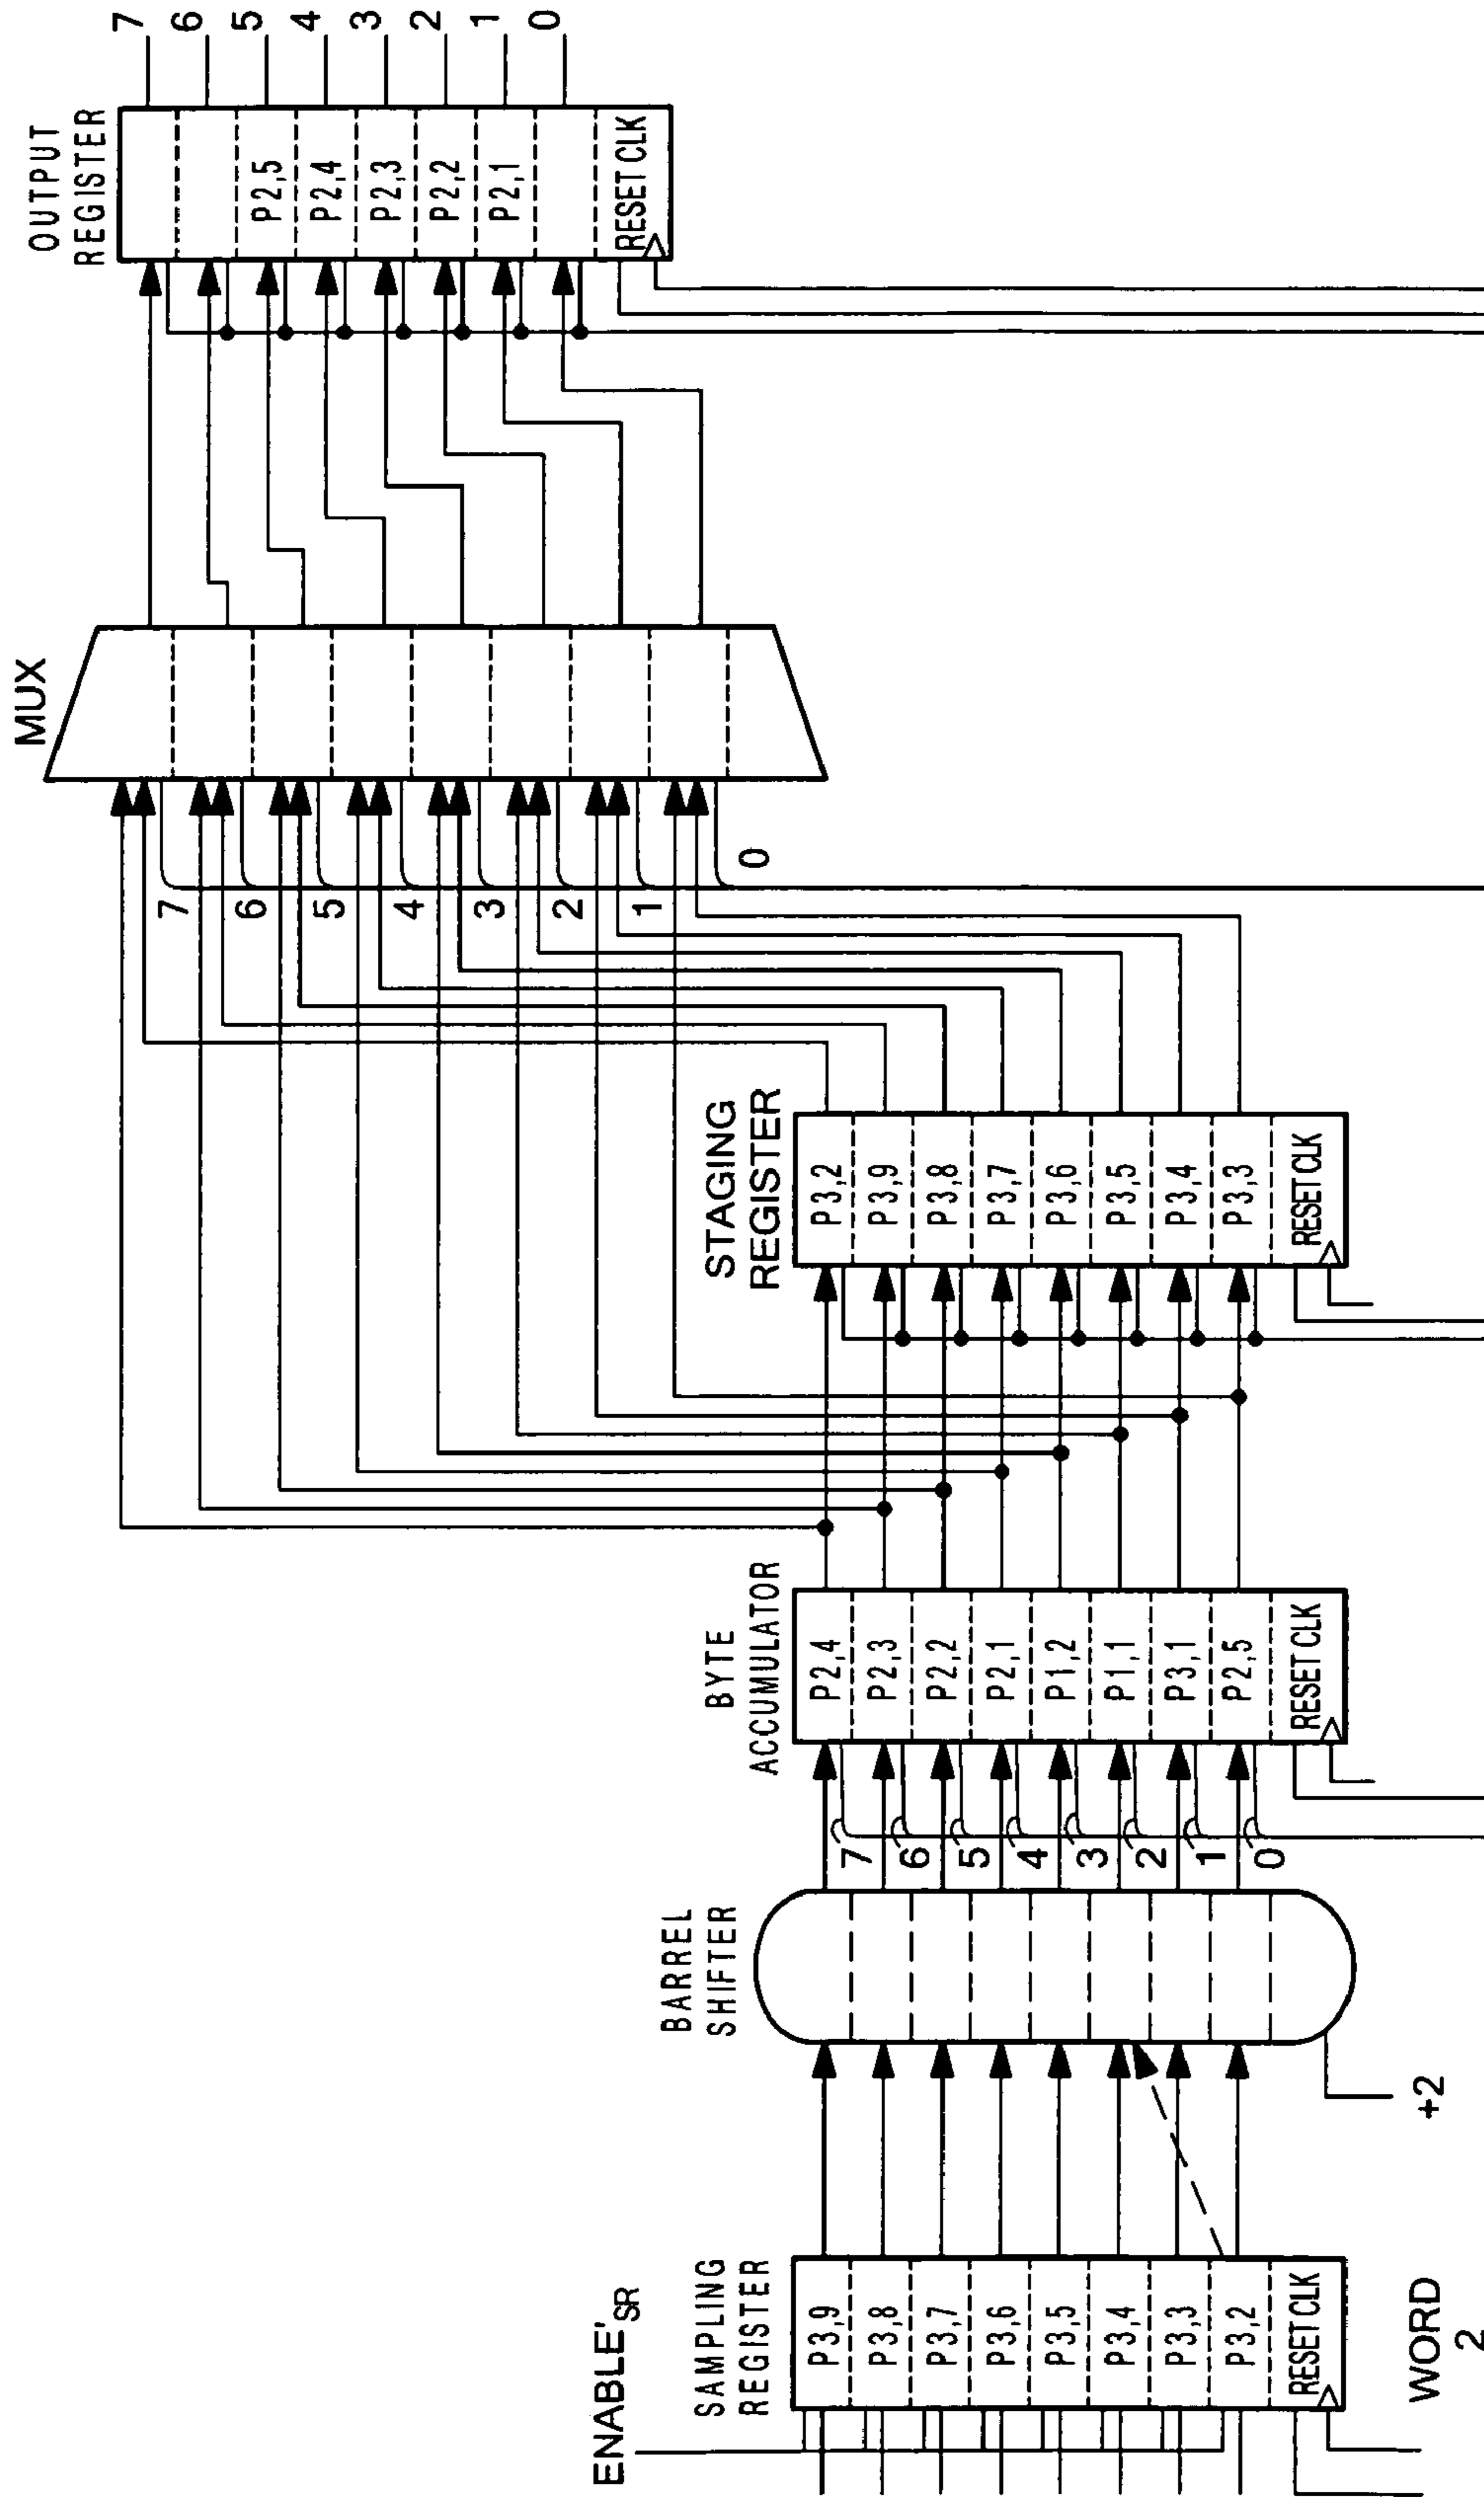 ENABLE'SR
SAMPLING
REGISTER
P3,9
P3,8
P3,7
P3,6
P3,5
P3,4
P3,3
P3,2
RESET CLK
WORD
2
BARREL
SHIFTER
+2
7
6
5
4
3
2
1
0
BYTE
ACCUMULATOR
P2,4
P2,3
P2,2
P2,1
P1,2
P1,1
P3,1
P2,5
RESET CLK
STAGING
REGISTER
P3,2
P3,9
P3,8
P3,7
P3,6
P3,5
P3,4
P3,3
RESET CLK
7
6
5
4
3
2
1
0
MUX
OUTPUT
REGISTER
P2,5
P2,4
P2,3
P2,2
P2,1
RESET CLK
7
6
5
4
3
2
1
0